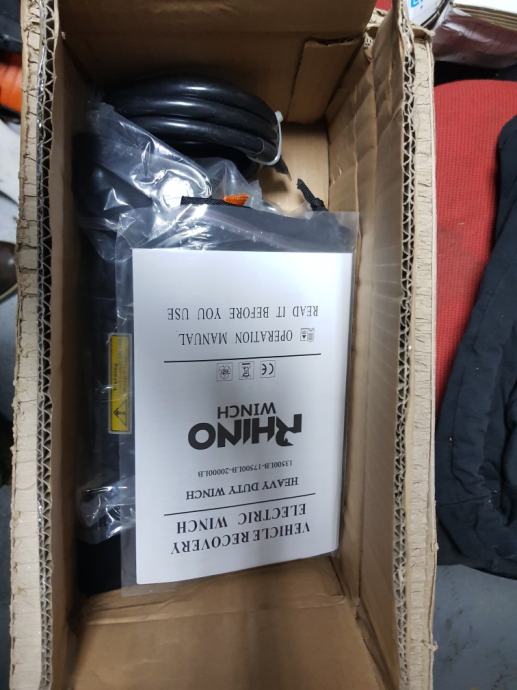 VEHICLE RECOVERY
ELECTRIC WINCH
HEAVY DUTY WINCH
13500LB-17500LB-20000LB
RHINO
WINCH
CE
OPERATION MANUAL
READ IT BEFORE YOU USE